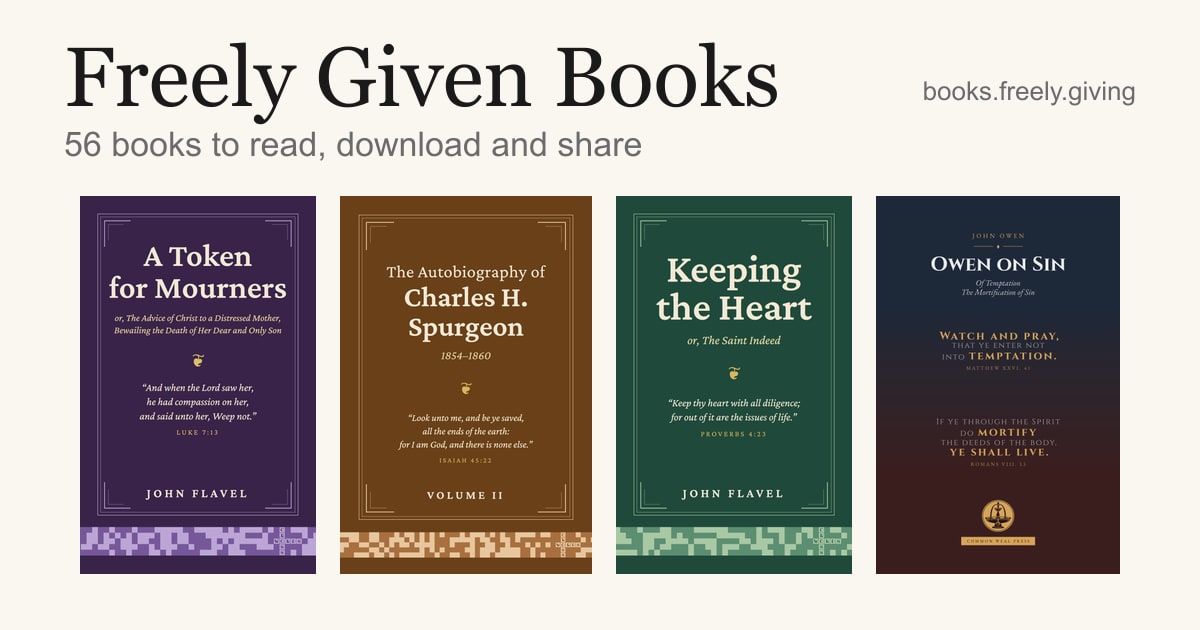 Freely Given Books
books.freely.giving
56 books to read, download and share
A Token
for Mourners
or, The Advice of Christ to a Distressed Mother,
Bewailing the Death of Her Dear and Only Son
“And when the Lord saw her,
he had compassion on her,
and said unto her, Weep not.”
LUKE 7:13
JOHN FLAVEL
The Autobiography of
Charles H.
Spurgeon
1854–1860
“Look unto me, and be ye saved,
all the ends of the earth:
for I am God, and there is none else.”
ISAIAH 45:22
VOLUME II
Keeping
the Heart
or, The Saint Indeed
“Keep thy heart with all diligence;
for out of it are the issues of life.”
PROVERBS 4:23
JOHN FLAVEL
JOHN OWEN
OWEN ON SIN
Of Temptation
The Mortification of Sin
WATCH AND PRAY,
THAT YE ENTER NOT
INTO TEMPTATION.
MATTHEW XXVI. 41
IF YE THROUGH THE SPIRIT
DO MORTIFY
THE DEEDS OF THE BODY,
YE SHALL LIVE.
ROMANS VIII. 13
COMMON WEAL PRESS